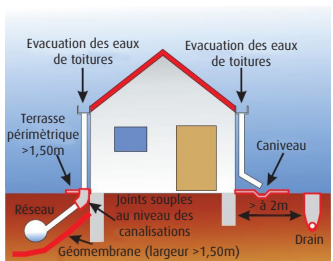 Evacuation des eaux
de toitures
Evacuation des eaux
de toitures
Terrasse
périmètrique
>1,50m
Caniveau
Réseau
Joints souples
au niveau des
canalisations
> à 2m
Drain
Géomembrane (largeur >1,50m)